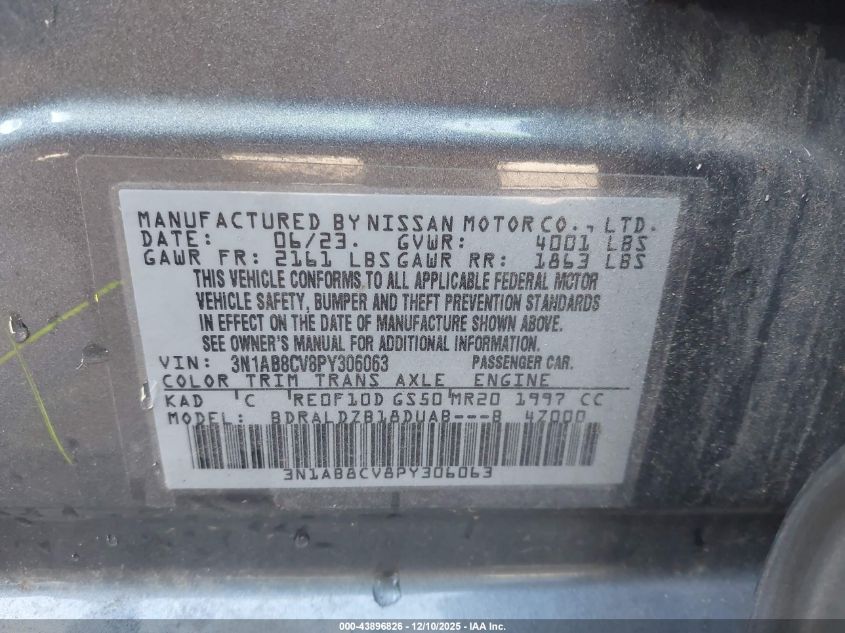 MANUFACTURED BY NISSAN MOTOR CO., LTD.
DATE: 06/23. GVWR: 4001 LBS
GAWR FR: 2161 LBS GAWR RR: 1863 LBS
THIS VEHICLE CONFORMS TO ALL APPLICABLE FEDERAL MOTOR
VEHICLE SAFETY, BUMPER AND THEFT PREVENTION STANDARDS
IN EFFECT ON THE DATE OF MANUFACTURE SHOWN ABOVE.
SEE OWNER'S MANUAL FOR ADDITIONAL INFORMATION.
VIN: 3N1AB8CV8PY306063 PASSENGER CAR.
COLOR TRIM TRANS AXLE ENGINE
KAD 'C 'RE0F10D GS50 'MR20 1997 CC
MODEL: BDRALDZB18DUAB---B 4Z000
3N1AB8CV8PY306063
000-43896826 - 12/10/2025 - IAA Inc.